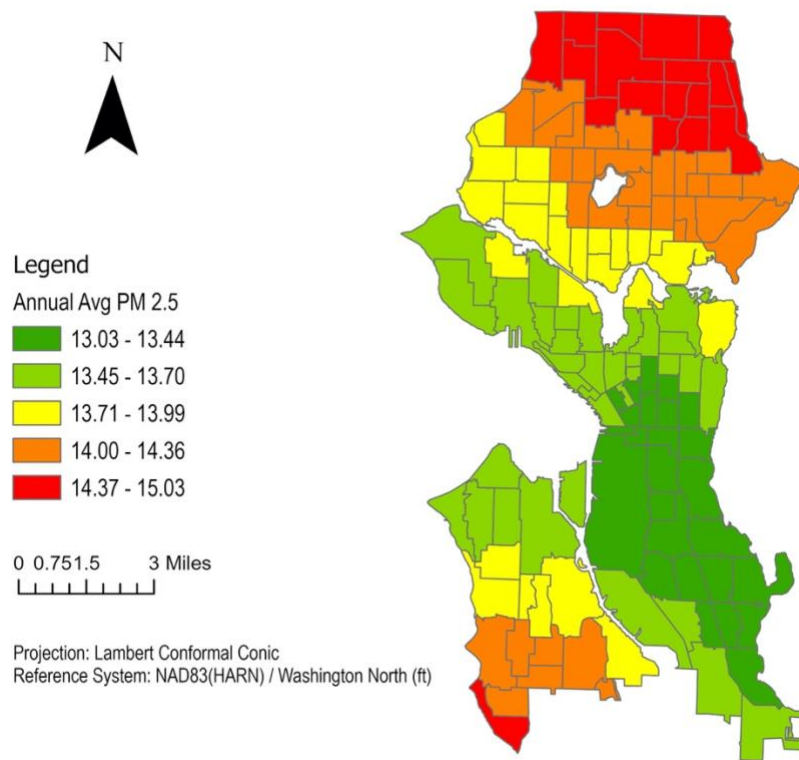 N
Legend
Annual Avg PM 2.5
13.03 - 13.44
13.45 - 13.70
13.71 - 13.99
14.00 - 14.36
14.37 - 15.03
0 0.751.5 3 Miles
Projection: Lambert Conformal Conic
Reference System: NAD83(HARN) / Washington North (ft)